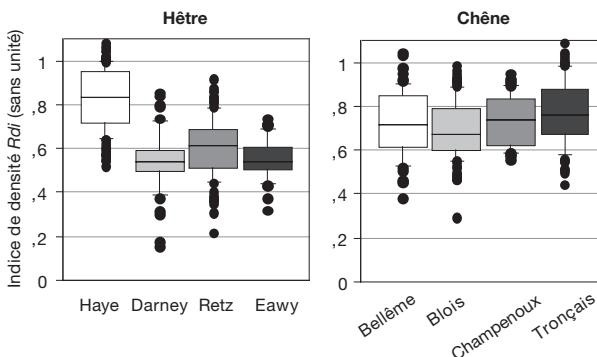 Hêtre
Indice de densité Rdi (sans unité)
1
,8
,6
,4
,2
0
Haye Darney Retz Eawy
Chêne
1
,8
,6
,4
,2
0
Bellême Blois Champenoux Tronçais